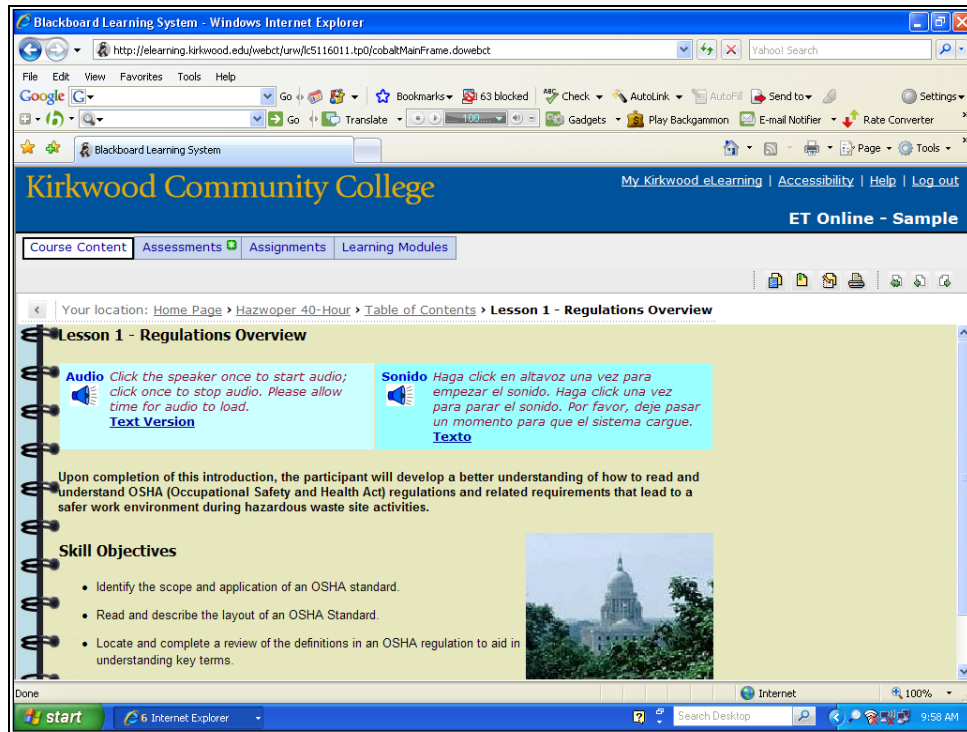 Blackboard Learning System - Windows Internet Explorer
http://elearning.kirkwood.edu/webct/urw/lc5116011.tp0/cobaltMainFrame.dowebct
Yahoo! Search
File Edit View Favorites Tools Help
Google G Go Bookmarks 63 blocked ABC Check AutoLink AutoFill Send to Settings
Go Translate 100 Gadgets Play Backgammon E-mail Notifier Rate Converter
Blackboard Learning System Page Tools
Kirkwood Community College
My Kirkwood eLearning | Accessibility | Help | Log out
ET Online - Sample
Course Content Assessments Assignments Learning Modules
Your location: Home Page › Hazwoper 40-Hour › Table of Contents › Lesson 1 - Regulations Overview
Lesson 1 - Regulations Overview
Audio Click the speaker once to start audio;
click once to stop audio. Please allow
time for audio to load.
Text Version
Sonido Haga click en altavoz una vez para
empezar el sonido. Haga click una vez
para parar el sonido. Por favor, deje pasar
un momento para que el sistema cargue.
Texto
Upon completion of this introduction, the participant will develop a better understanding of how to read and
understand OSHA (Occupational Safety and Health Act) regulations and related requirements that lead to a
safer work environment during hazardous waste site activities.
Skill Objectives
• Identify the scope and application of an OSHA standard.
• Read and describe the layout of an OSHA Standard.
• Locate and complete a review of the definitions in an OSHA regulation to aid in
understanding key terms.
Done Internet 100%
start 6 Internet Explorer Search Desktop 9:58 AM